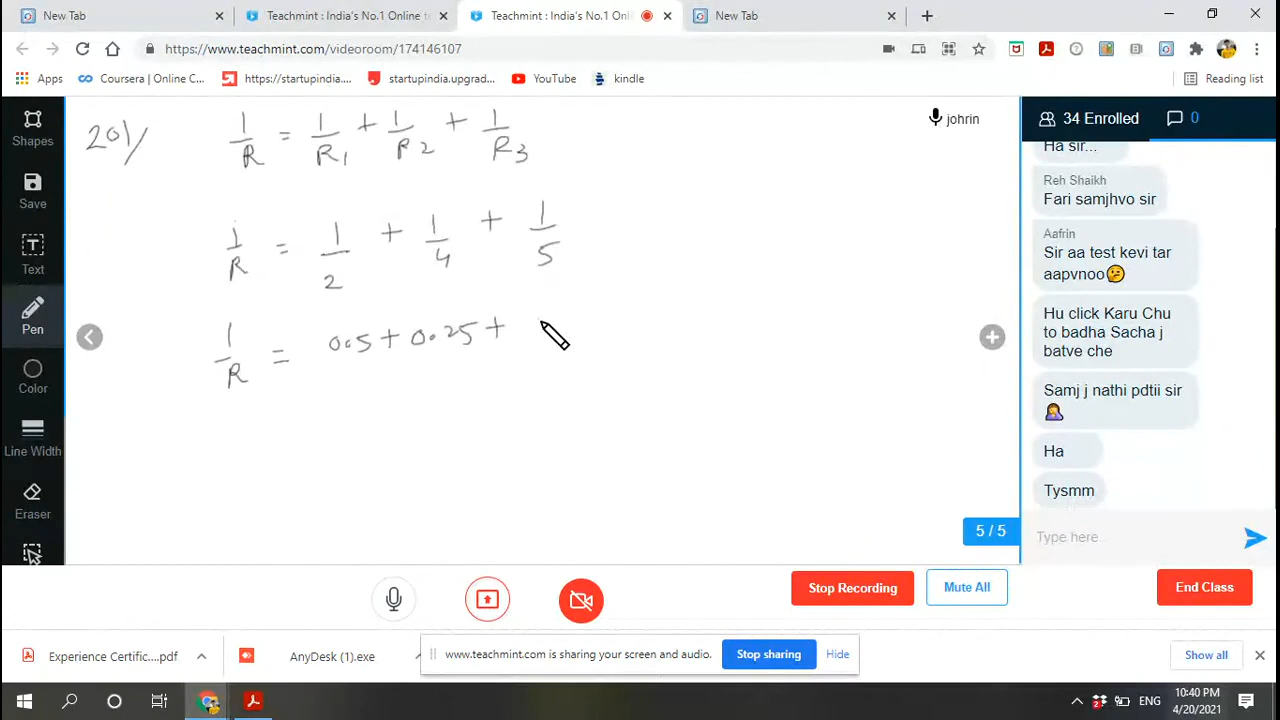 New Tab
Teachmint: India's No.1 Online t
Teachmint: India's No.1 Onl
New Tab
https://www.teachmint.com/videoroom/174146107
Apps
Coursera | Online C...
https://startupindia....
startupindia.upgrad...
YouTube
kindle
Reading list
Shapes
Save
Text
Pen
Color
Line Width
Eraser
20)/ 1/R = 1/R1 + 1/R2 + 1/R3
1/R = 1/2 + 1/4 + 1/5
1/R = 0.5 + 0.25 +
johrin
5 / 5
34 Enrolled
0
Ha sir...
Reh Shaikh
Fari samjhvo sir
Aafrin
Sir aa test kevi tar
aapvnoo🤔
Hu click Karu Chu
to badha Sacha j
batve che
Samj j nathi pdtii sir
🤦‍♀️
Ha
Tysmm
Type here...
Stop Recording
Mute All
End Class
Experience Certific....pdf
AnyDesk (1).exe
www.teachmint.com is sharing your screen and audio.
Stop sharing
Hide
Show all
ENG
10:40 PM
4/20/2021